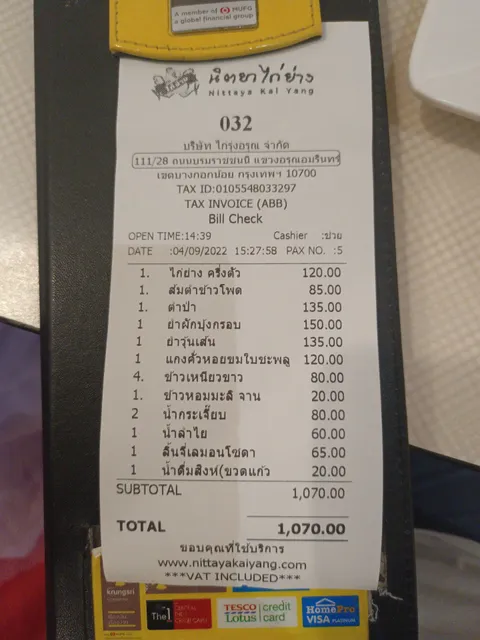 A member of MUFG
a global financial group
นิตยาไก่ย่าง
Nittaya Kai Yang
032
บริษัท ไก่รุ่งอรุณ จำกัด
111/28 ถนนบรมราชชนนี แขวงอรุณอมรินทร์
เขตบางกอกน้อย กรุงเทพฯ 10700
TAX ID:0105548033297
TAX INVOICE (ABB)
Bill Check
OPEN TIME:14:39 Cashier :ป่วย
DATE :04/09/2022 15:27:58 PAX NO. :5
1. ไก่ย่าง ครึ่งตัว 120.00
1. ส้มตำข้าวโพด 85.00
1. ตำป่า 135.00
1 ยำผักบุ้งกรอบ 150.00
1 ยำวุ้นเส้น 135.00
1 แกงคั่วหอยขมใบชะพลู 120.00
4. ข้าวเหนียวขาว 80.00
1. ข้าวหอมมะลิ จาน 20.00
2 น้ำกระเจี๊ยบ 80.00
1 น้ำลำไย 60.00
1 ลิ้นจี่เลมอนโซดา 65.00
1 น้ำดื่มสิงห์(ขวดแก้ว 20.00
SUBTOTAL 1,070.00
TOTAL 1,070.00
ขอบคุณที่ใช้บริการ
www.nittayakaiyang.com
***VAT INCLUDED***
krungsri
The1
TESCO Lotus credit card
HomePro
VISA PLATINUM